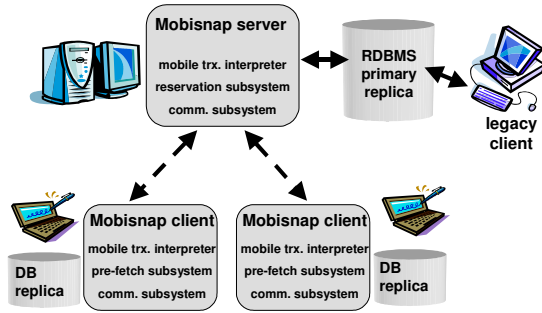 Mobisnap server
mobile trx. interpreter
reservation subsystem
comm. subsystem
RDBMS
primary
replica
legacy
client
Mobisnap client
mobile trx. interpreter
pre-fetch subsystem
comm. subsystem
DB
replica
Mobisnap client
mobile trx. interpreter
pre-fetch subsystem
comm. subsystem
DB
replica